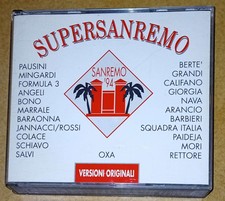 SUPERSANREMO
SANREMO
'94
PAUSINI
MINGARDI
FORMULA 3
ANGELI
BONO
MARRALE
BARAONNA
JANNACCI/ROSSI
COLACE
SCHIAVO
SALVI
OXA
BERTE'
GRANDI
CALIFANO
GIORGIA
NAVA
ARANCIO
BARBIERI
SQUADRA ITALIA
PAIDEJA
MORI
RETTORE
VERSIONI ORIGINALI